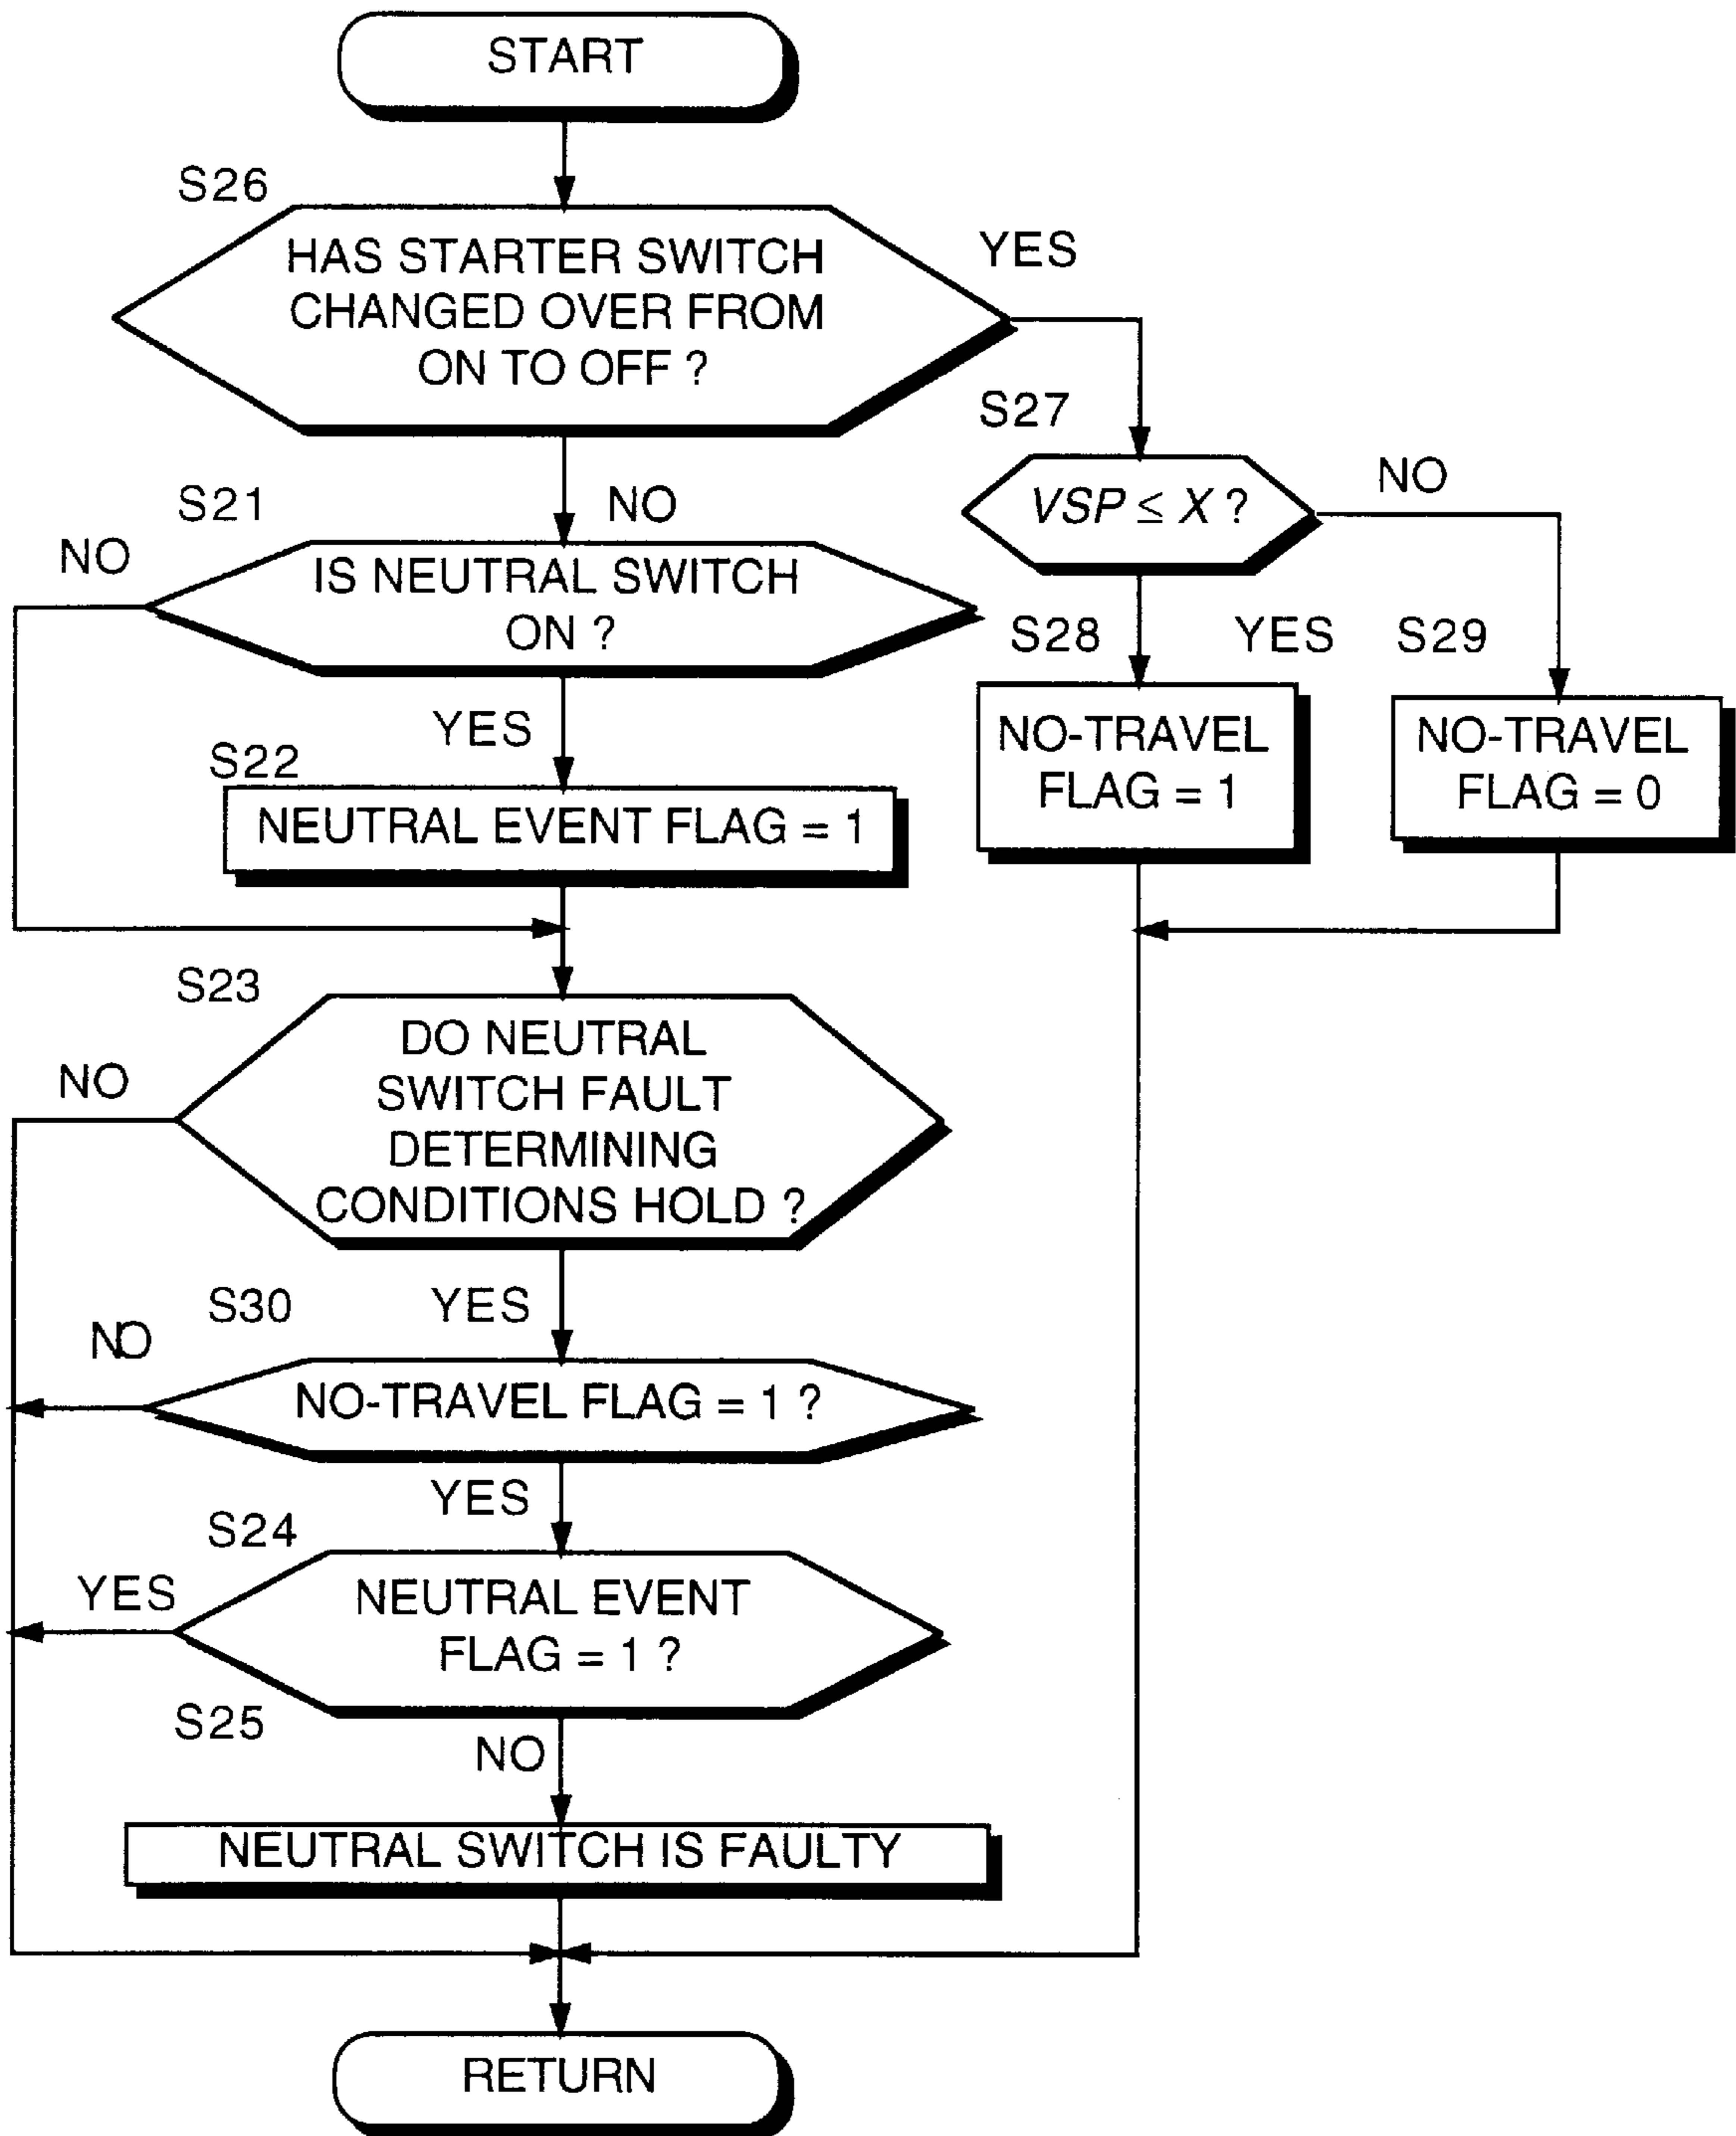 START
S26
HAS STARTER SWITCH
CHANGED OVER FROM
ON TO OFF ?
YES
S27
VSP ≤ X ?
NO
S21
NO
NO
IS NEUTRAL SWITCH
ON ?
S28
YES
S29
YES
NO-TRAVEL
FLAG = 1
NO-TRAVEL
FLAG = 0
S22
NEUTRAL EVENT FLAG = 1
S23
DO NEUTRAL
SWITCH FAULT
DETERMINING
CONDITIONS HOLD ?
NO
S30
YES
NO
NO-TRAVEL FLAG = 1 ?
YES
S24
YES
NEUTRAL EVENT
FLAG = 1 ?
S25
NO
NEUTRAL SWITCH IS FAULTY
RETURN